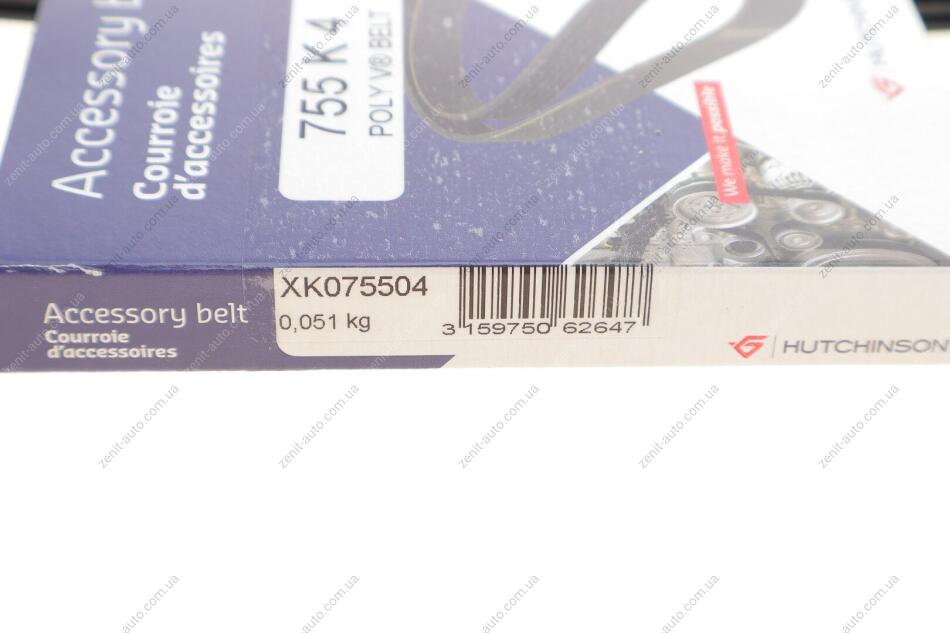 Accessory
Courroie
d'accessoires
755 K 4
POLY V® BELT
We make it possible
Accessory belt
Courroie
d'accessoires
XK075504
0,051 kg
3 159750 62647
HUTCHINSON
zenit-auto.com.ua